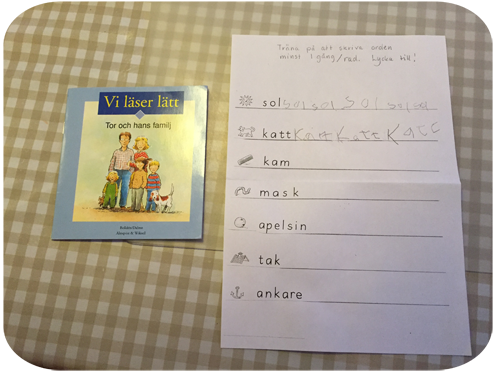 Vi läser lätt
Tor och hans familj
Träna på att skriva orden
minst 1 gång/rad. Lycka till!
sol sol sol Sol sol sol
katt Katt Katt Katt
kam
mask
apelsin
tak
ankare